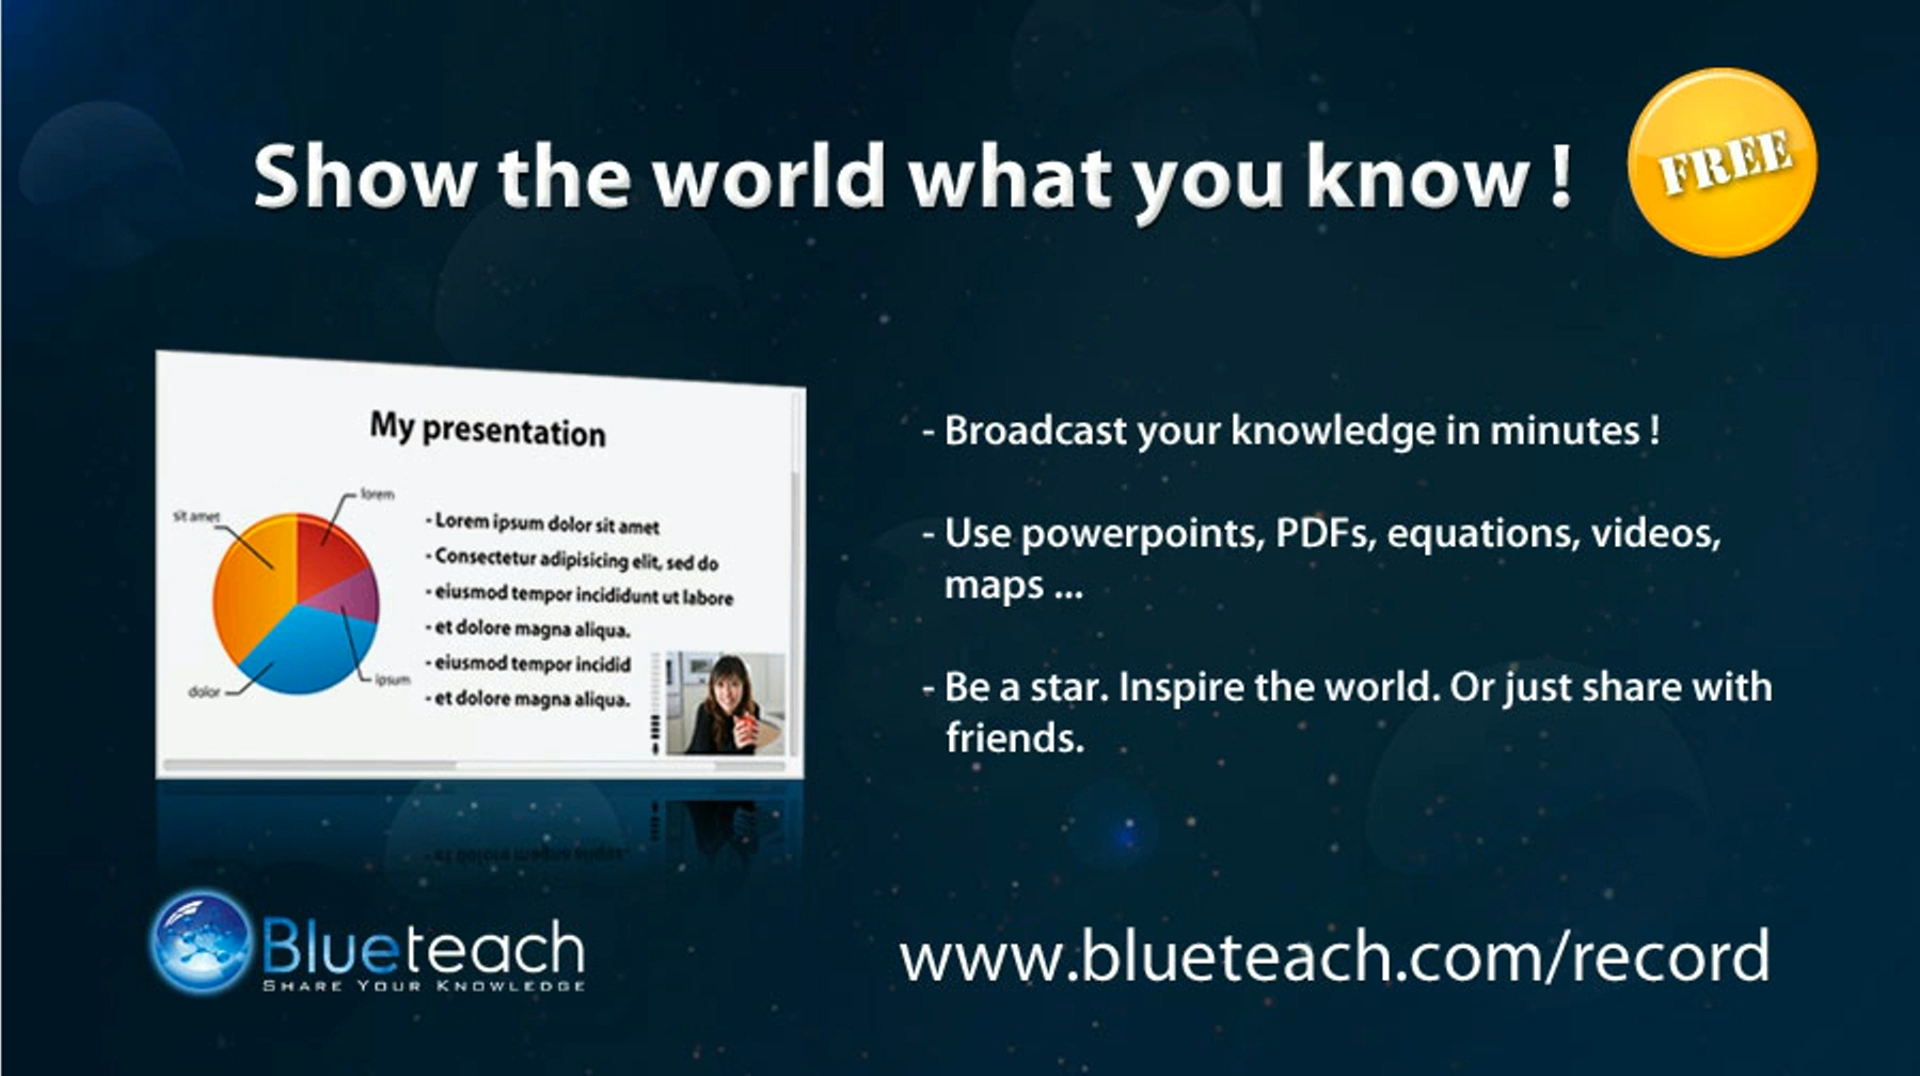 Show the world what you know !
FREE
My presentation
lorem
sit amet
dolor
ipsum
- Lorem ipsum dolor sit amet
- Consectetur adipisicing elit, sed do
- eiusmod tempor incididunt ut labore
- et dolore magna aliqua.
- eiusmod tempor incidid
- et dolore magna aliqua.
- Broadcast your knowledge in minutes !
- Use powerpoints, PDFs, equations, videos,
maps ...
- Be a star. Inspire the world. Or just share with
friends.
Blueteach
SHARE YOUR KNOWLEDGE
www.blueteach.com/record